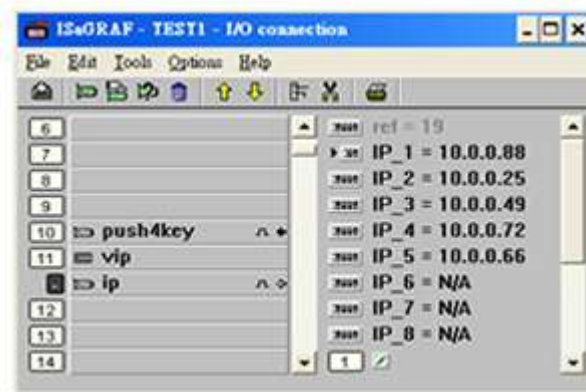 ISaGRAF - TEST1 - I/O connection
File Edit Tools Options Help
6
7
8
9
10 push4key
11 vip
ip
12
13
14
ref = 19
IP_1 = 10.0.0.88
IP_2 = 10.0.0.25
IP_3 = 10.0.0.49
IP_4 = 10.0.0.72
IP_5 = 10.0.0.66
IP_6 = N/A
IP_7 = N/A
IP_8 = N/A
1